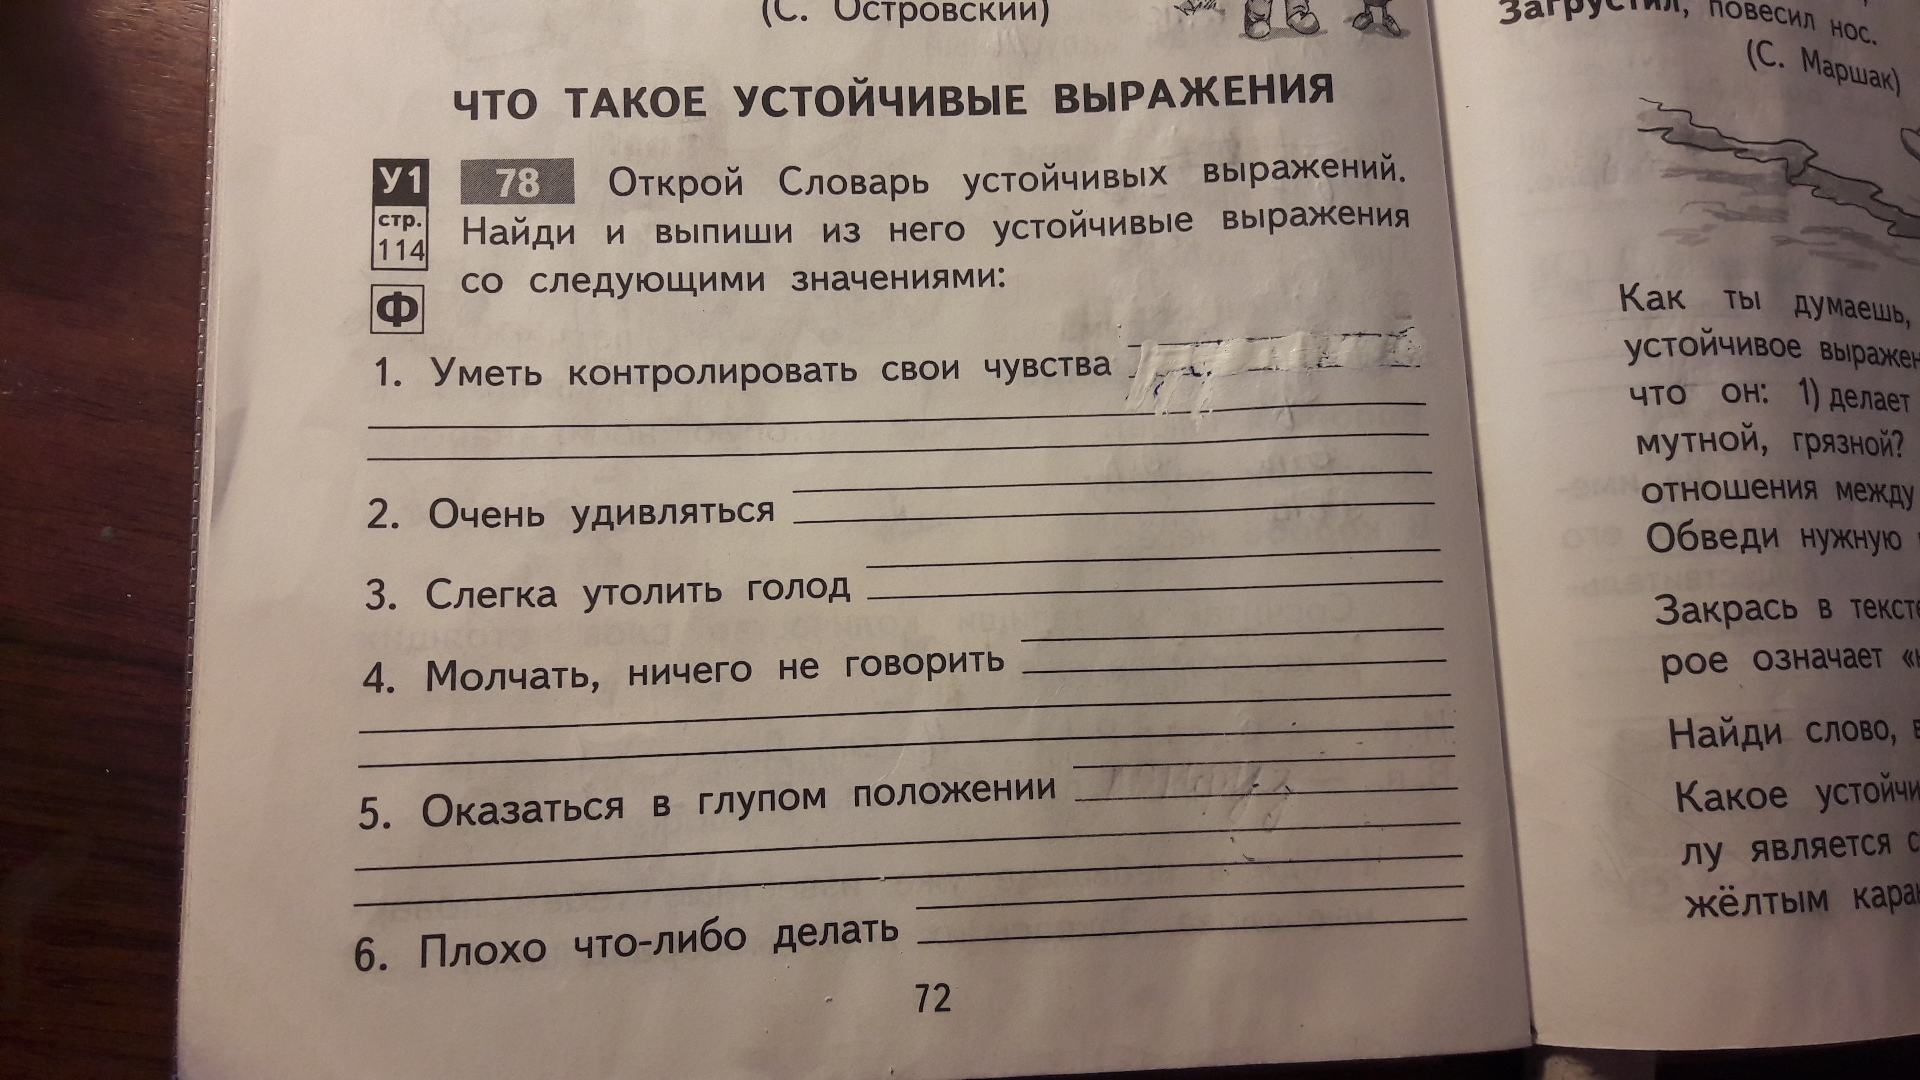 (С. Островский)
ЧТО ТАКОЕ УСТОЙЧИВЫЕ ВЫРАЖЕНИЯ
У1
стр.
114
Ф
78 Открой Словарь устойчивых выражений.
Найди и выпиши из него устойчивые выражения
со следующими значениями:
1. Уметь контролировать свои чувства
2. Очень удивляться
3. Слегка утолить голод
4. Молчать, ничего не говорить
5. Оказаться в глупом положении
6. Плохо что-либо делать
72
Загрустил, повесил нос.
(С. Маршак)
Как ты думаешь,
устойчивое выражен
что он: 1) делает
мутной, грязной?
отношения между
Обведи нужную
Закрась в тексте
рое означает
Найди слово,
Какое устойчи
лу является с
жёлтым каран